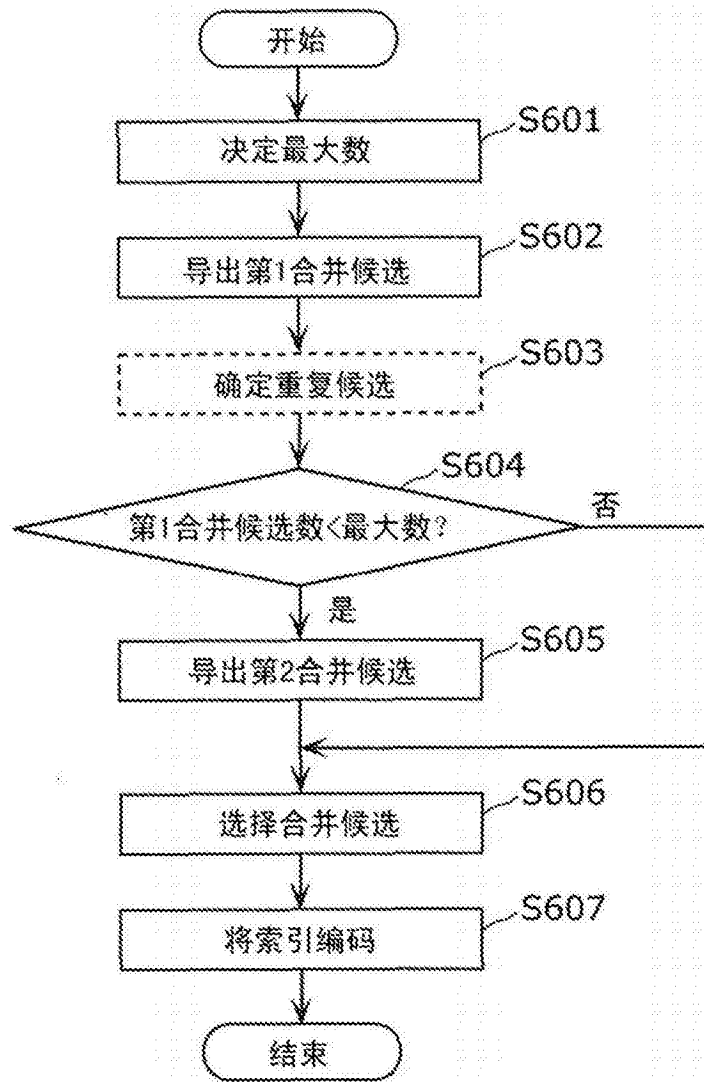 开始
决定最大数
S601
导出第1合并候选
S602
确定重复候选
S603
第1合并候选数<最大数?
S604
否
是
导出第2合并候选
S605
选择合并候选
S606
将索引编码
S607
结束